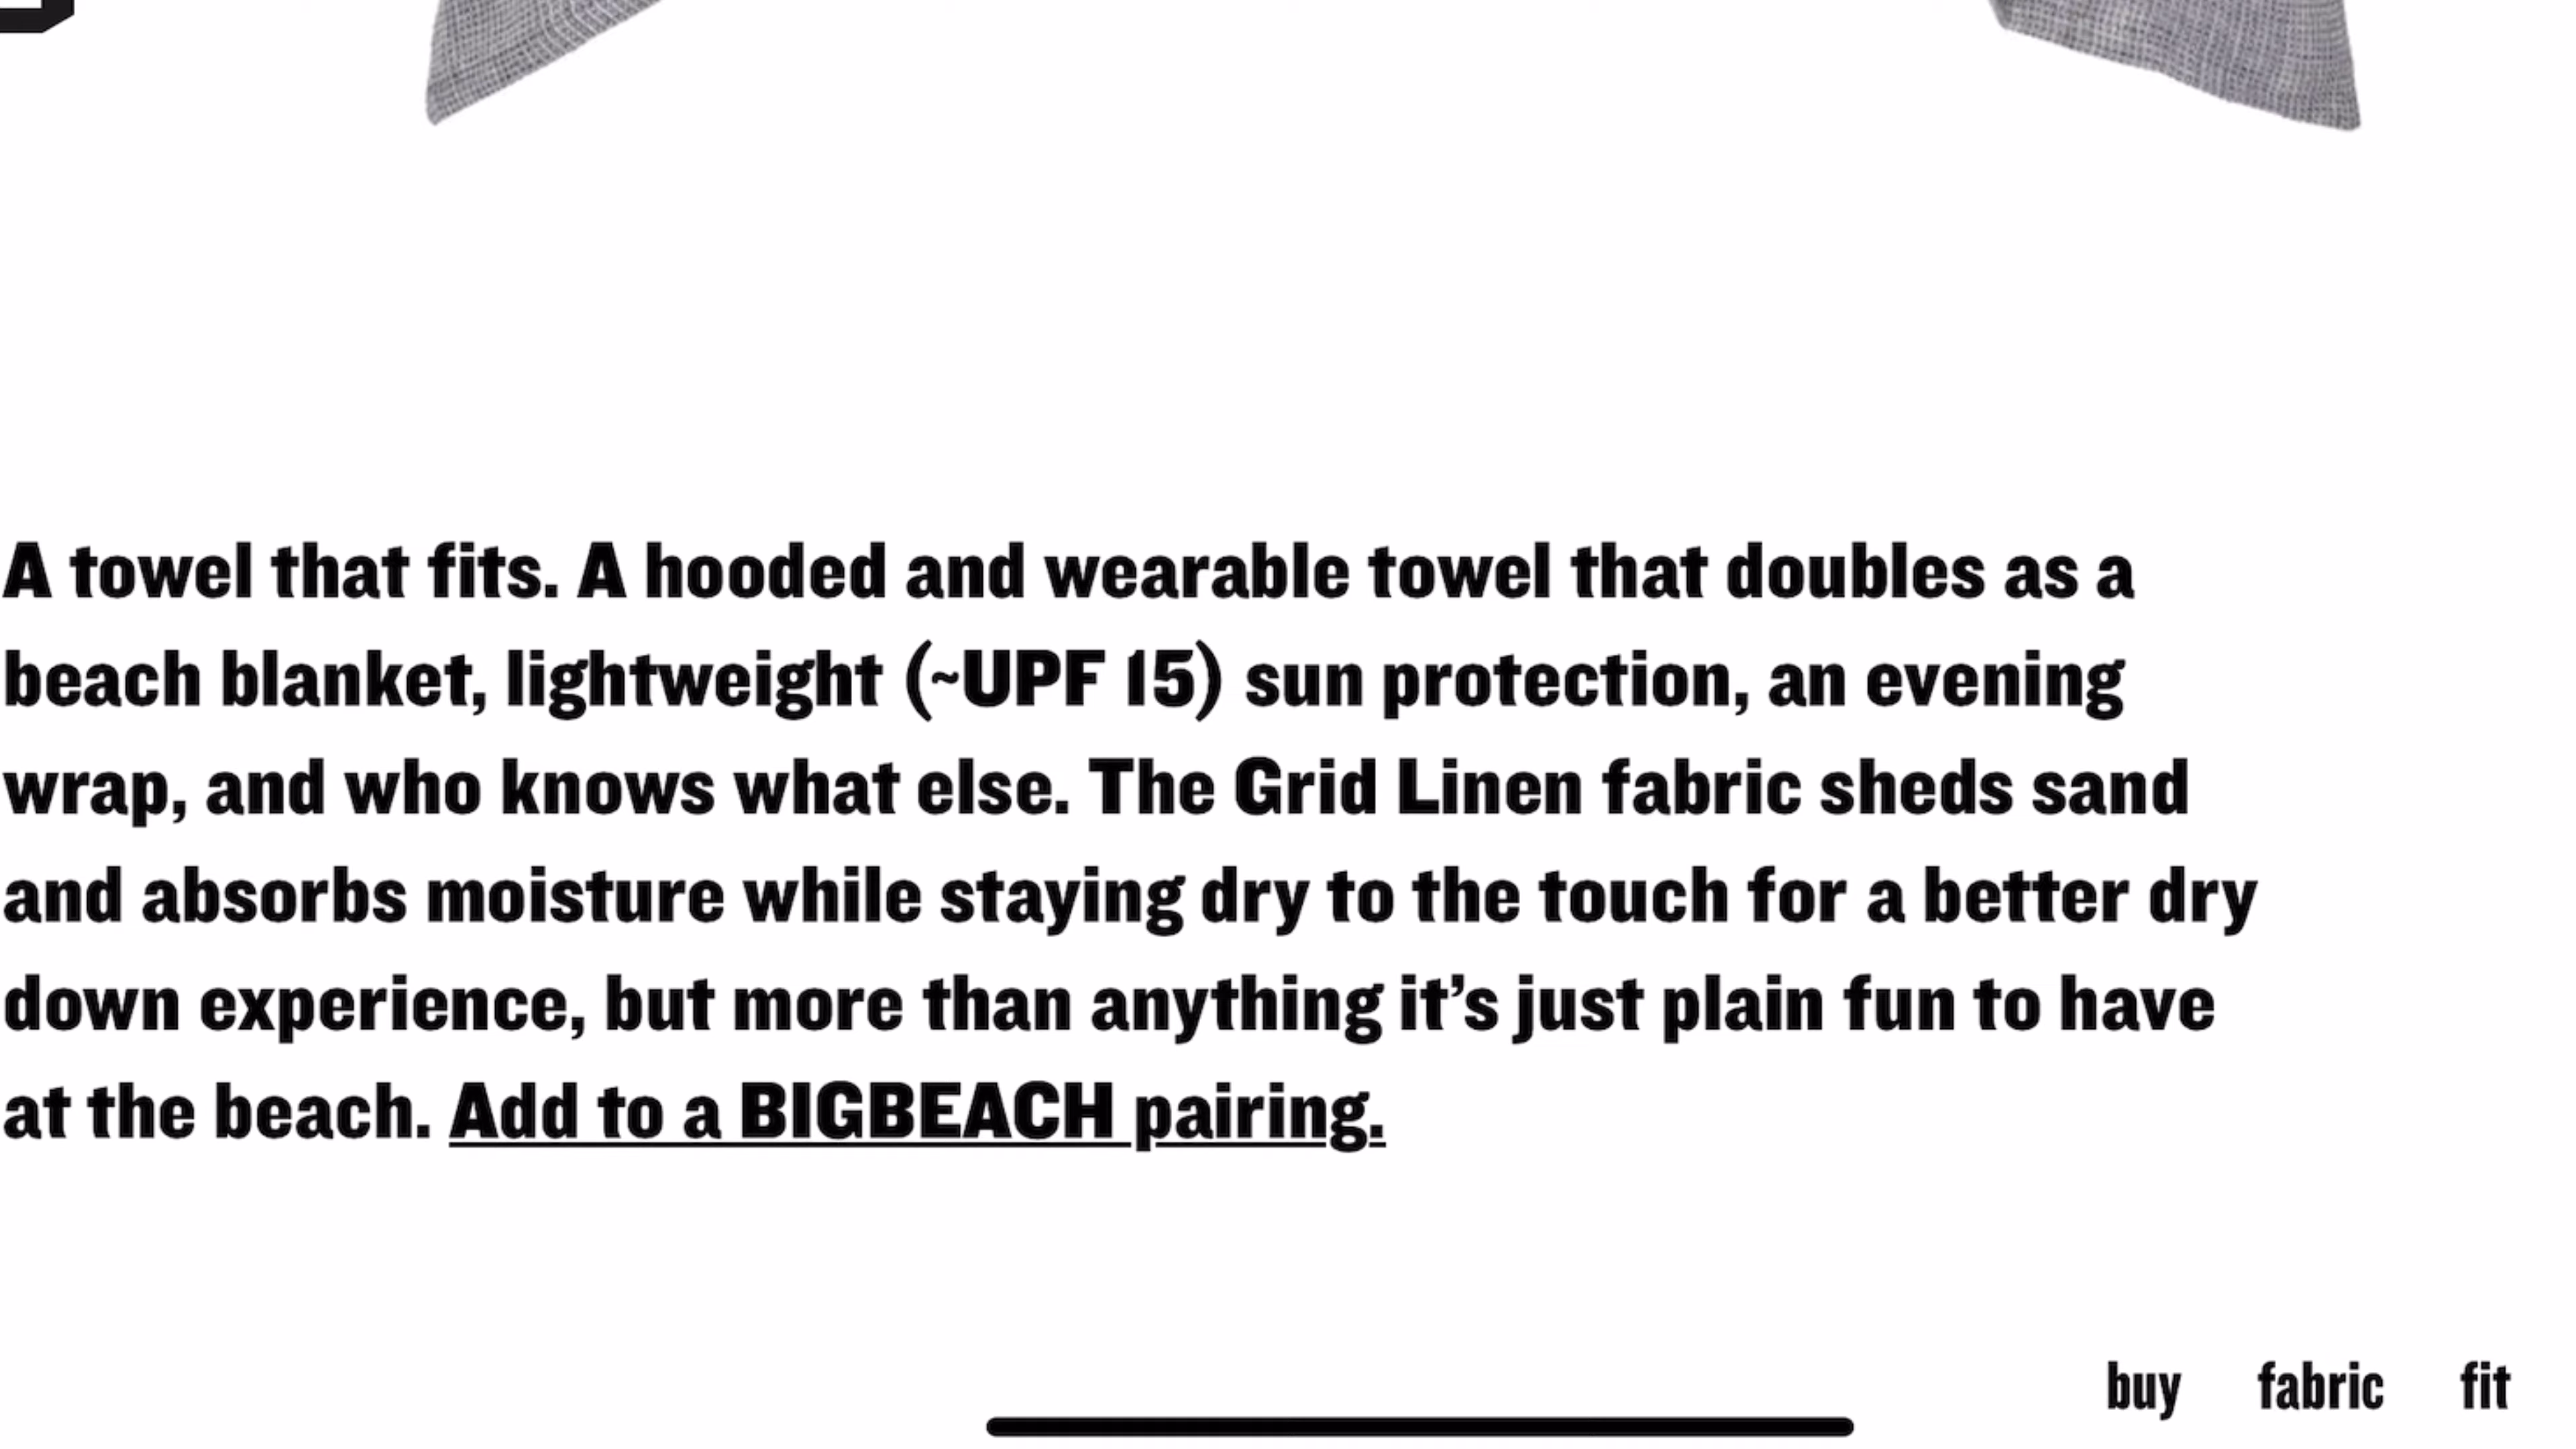 A towel that fits. A hooded and wearable towel that doubles as a
beach blanket, lightweight (~UPF 15) sun protection, an evening
wrap, and who knows what else. The Grid Linen fabric sheds sand
and absorbs moisture while staying dry to the touch for a better dry
down experience, but more than anything it’s just plain fun to have
at the beach. Add to a BIGBEACH pairing.
buy fabric fit